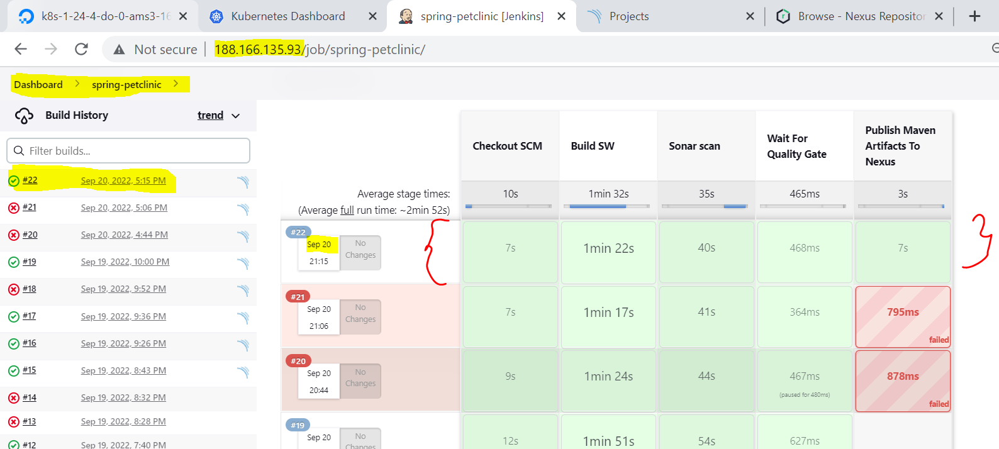 k8s-1-24-4-do-0-ams3-16
Kubernetes Dashboard
spring-petclinic [Jenkins]
Projects
Browse - Nexus Repositor
Not secure
188.166.135.93/job/spring-petclinic/
Dashboard
spring-petclinic
Build History
trend
Filter builds...
#22 Sep 20, 2022, 5:15 PM
#21 Sep 20, 2022, 5:06 PM
#20 Sep 20, 2022, 4:44 PM
#19 Sep 19, 2022, 10:00 PM
#18 Sep 19, 2022, 9:52 PM
#17 Sep 19, 2022, 9:36 PM
#16 Sep 19, 2022, 9:26 PM
#15 Sep 19, 2022, 8:43 PM
#14 Sep 19, 2022, 8:32 PM
#13 Sep 19, 2022, 8:28 PM
#12 Sep 19, 2022, 7:40 PM
Checkout SCM
Build SW
Sonar scan
Wait For
Quality Gate
Publish Maven
Artifacts To
Nexus
Average stage times:
(Average full run time: ~2min 52s)
10s
1min 32s
35s
465ms
3s
#22
Sep 20
21:15
No
Changes
7s
1min 22s
40s
468ms
7s
#21
Sep 20
21:06
No
Changes
7s
1min 17s
41s
364ms
795ms
failed
#20
Sep 20
20:44
No
Changes
9s
1min 24s
44s
467ms
(paused for 480ms)
878ms
failed
#19
Sep 20
No
Changes
12s
1min 51s
54s
627ms